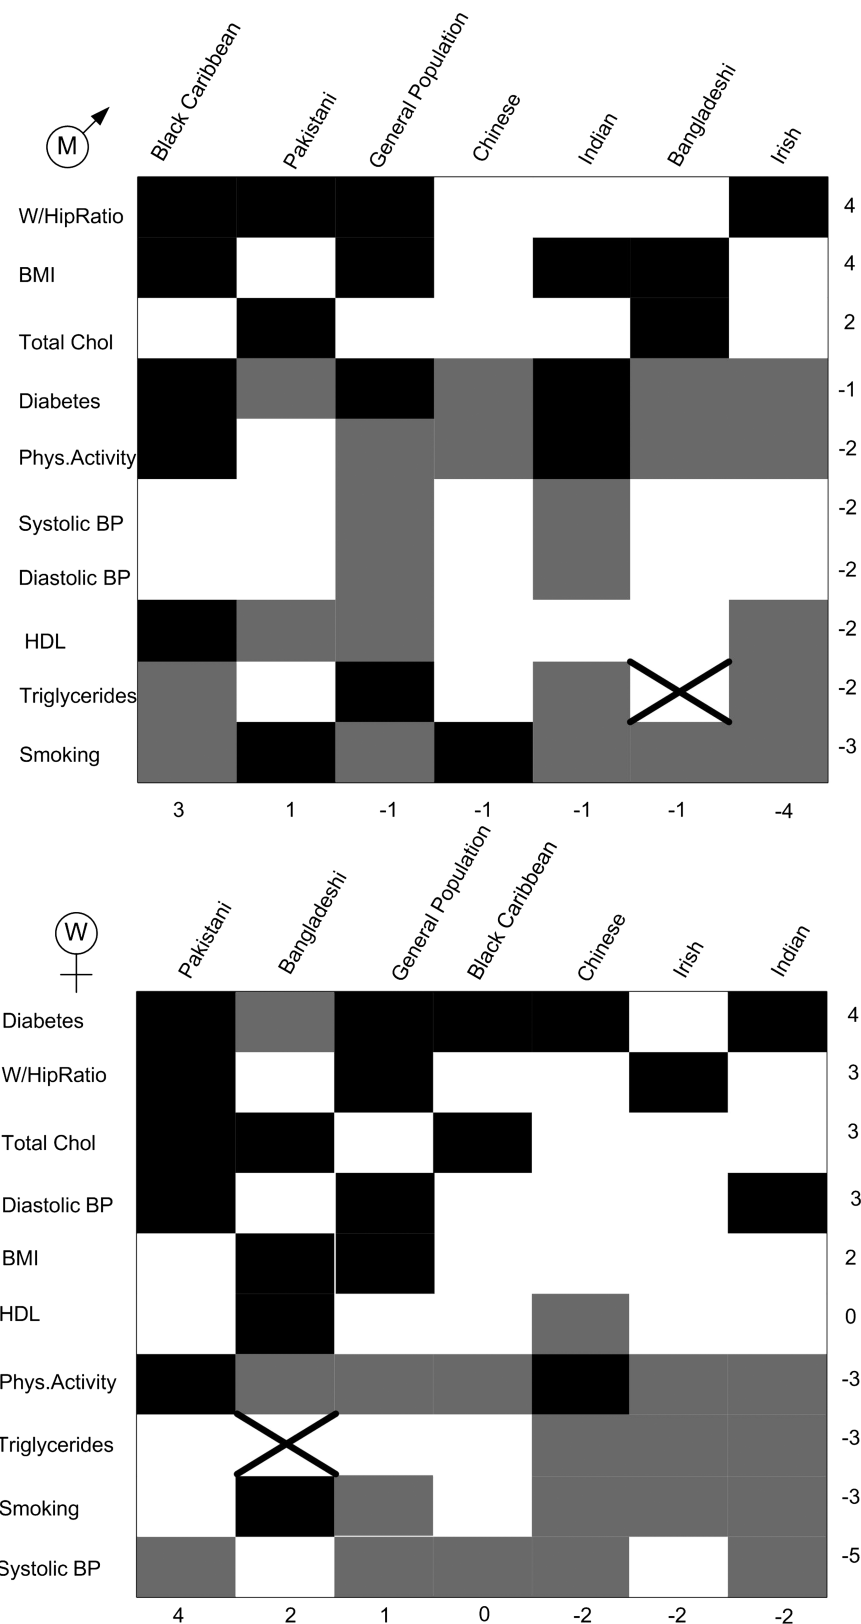 Black Caribbean
Pakistani
General Population
Chinese
Indian
Bangladeshi
Irish
M
W/HipRatio 4
BMI 4
Total Chol 2
Diabetes -1
Phys.Activity -2
Systolic BP -2
Diastolic BP -2
HDL -2
Triglycerides -2
Smoking -3
3 1 -1 -1 -1 -1 -4
Pakistani
Bangladeshi
General Population
Black Caribbean
Chinese
Irish
Indian
W
Diabetes 4
W/HipRatio 3
Total Chol 3
Diastolic BP 3
BMI 2
HDL 0
Phys.Activity -3
Triglycerides -3
Smoking -3
Systolic BP -5
4 2 1 0 -2 -2 -2